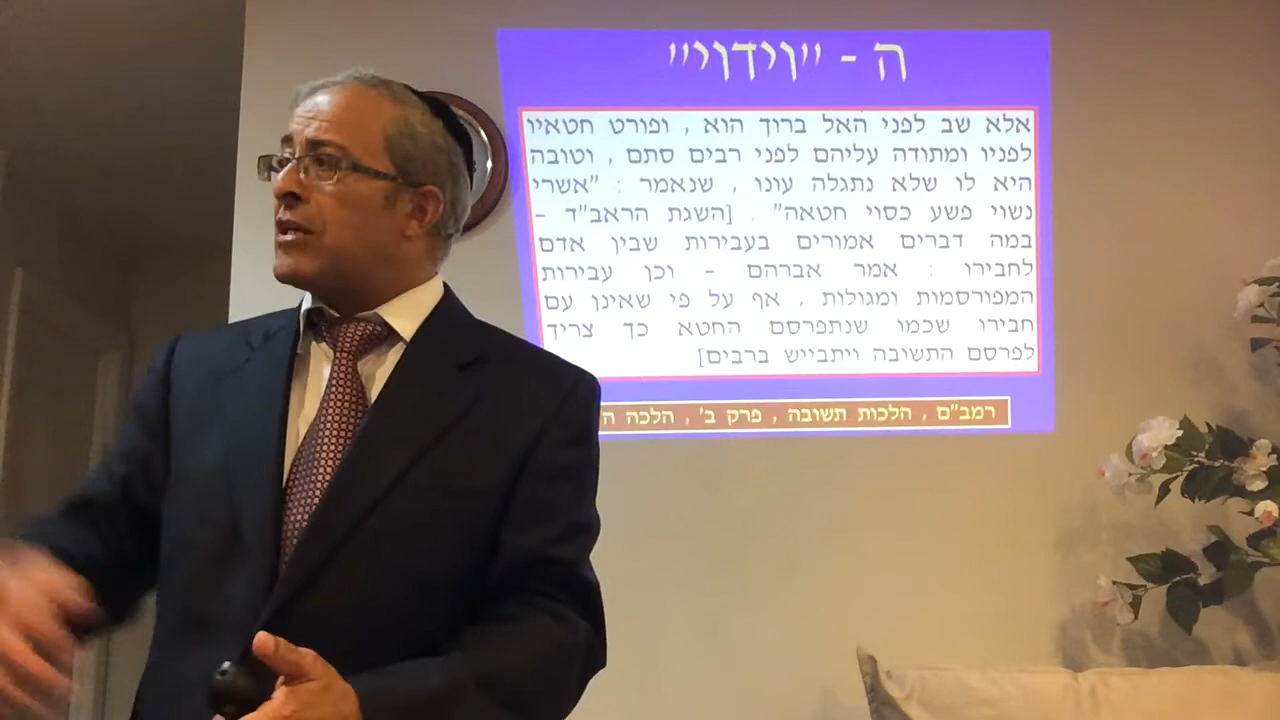 ה - "וידוי"
אלא שב לפני האל ברוך הוא , ופורט חטאיו
לפניו ומתודה עליהם לפני רבים סתם , וטובה
היא לו שלא נתגלה עונו , שנאמר : "אשרי
נשוי פשע כסוי חטאה" . [השגת הראב"ד -
במה דברים אמורים בעבירות שבין אדם
לחבירו : אמר אברהם - וכן עבירות
המפורסמות ומגולות , אף על פי שאינן עם
חבירו שכמו שנתפרסם החטא כך צריך
לפרסם התשובה ויתבייש ברבים]
רמב"ם , הלכות תשובה , פרק ב' , הלכה ה